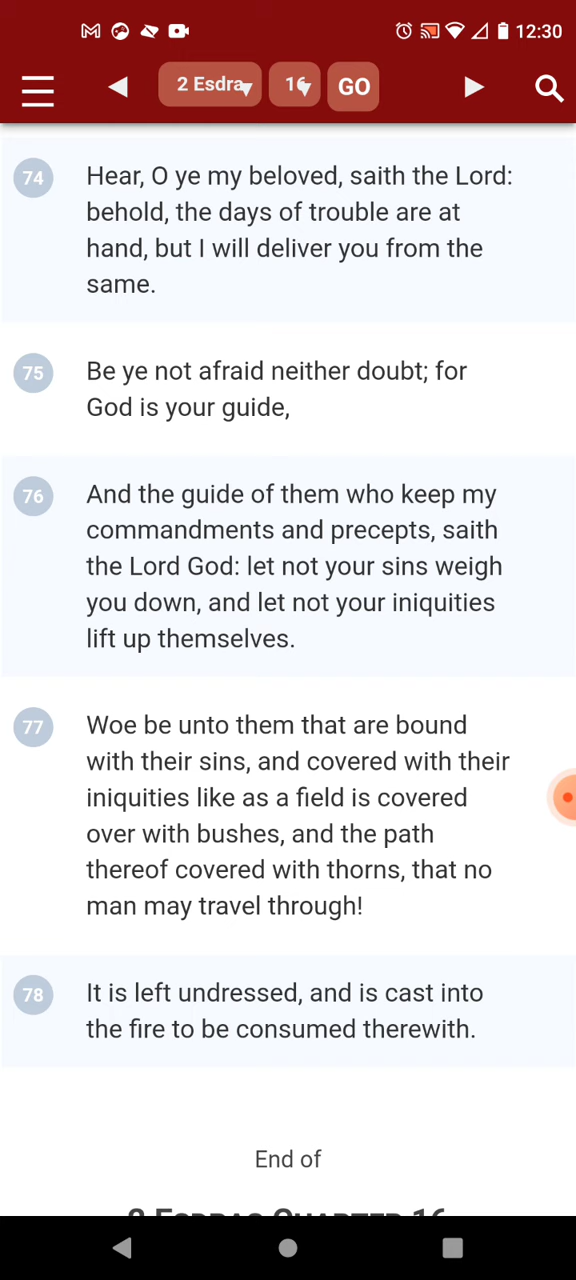 12:30
2 Esdra
16
GO
74
Hear, O ye my beloved, saith the Lord:
behold, the days of trouble are at
hand, but I will deliver you from the
same.
75
Be ye not afraid neither doubt; for
God is your guide,
76
And the guide of them who keep my
commandments and precepts, saith
the Lord God: let not your sins weigh
you down, and let not your iniquities
lift up themselves.
77
Woe be unto them that are bound
with their sins, and covered with their
iniquities like as a field is covered
over with bushes, and the path
thereof covered with thorns, that no
man may travel through!
78
It is left undressed, and is cast into
the fire to be consumed therewith.
End of
2 Esdras Chapter 16